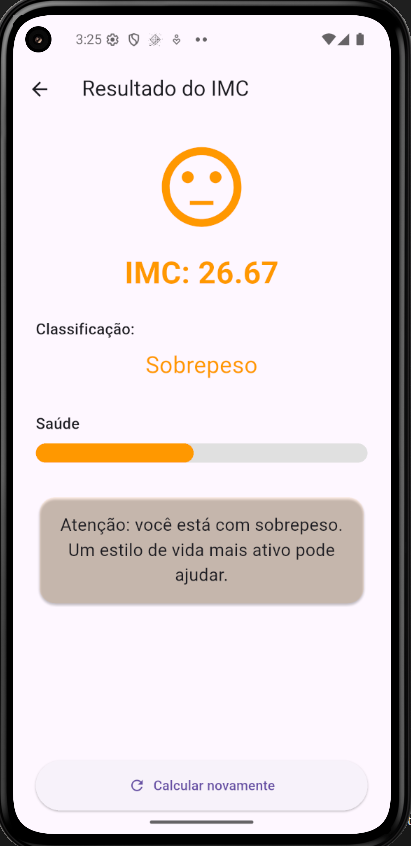 3:25
Resultado do IMC
IMC: 26.67
Classificação:
Sobrepeso
Saúde
Atenção: você está com sobrepeso.
Um estilo de vida mais ativo pode
ajudar.
Calcular novamente